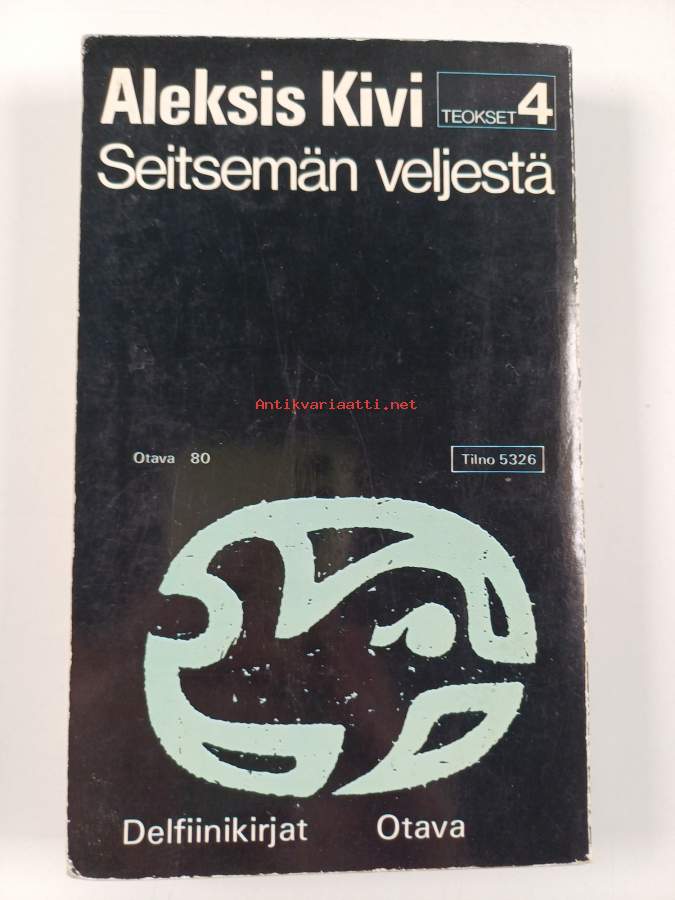 Aleksis Kivi TEOKSET 4
Seitsemän veljestä
Antikvariaatti.net
Otava 80 Tilno 5326
Delfiinikirjat Otava